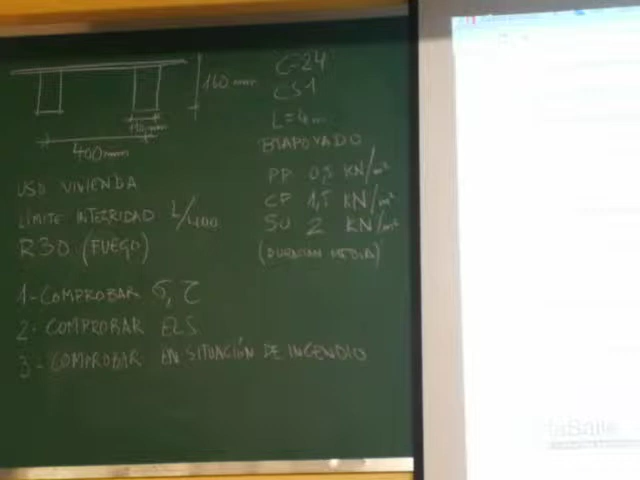 160 mm
110mm
400mm
USO VIVIENDA
LÍMITE INTEGRIDAD L/400
R30 (FUEGO)
C-24
CS1
L=4m
BIAPOYADO
PP 0,5 KN/m²
CP 1,5 KN/m²
SU 2 KN/m²
(DURACIÓN MEDIA)
1-COMPROBAR σ, τ
2- COMPROBAR ELS
3- COMPROBAR EN SITUACIÓN DE INCENDIO